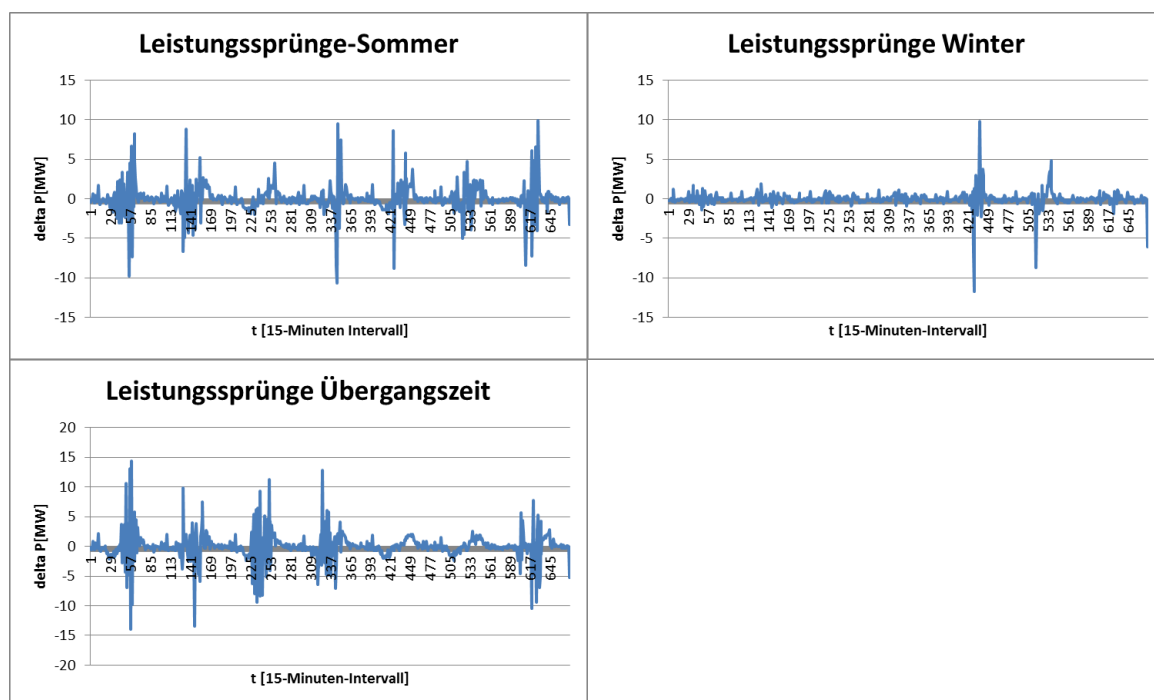 Leistungssprünge-Sommer
15
10
5
0
-5
-10
-15
delta P[MW]
1 29 57 85 113 141 169 197 225 253 281 309 337 365 393 421 449 477 505 533 561 589 617 645
t [15-Minuten Intervall]
Leistungssprünge Winter
15
10
5
0
-5
-10
-15
delta P[MW]
1 29 57 85 113 141 169 197 225 253 281 309 337 365 393 421 449 477 505 533 561 589 617 645
t [15-Minuten-Intervall]
Leistungssprünge Übergangszeit
20
15
10
5
0
-5
-10
-15
-20
delta P[MW]
1 29 57 85 113 141 169 197 225 253 281 309 337 365 393 421 449 477 505 533 561 589 617 645
t [15-Minuten-Intervall]